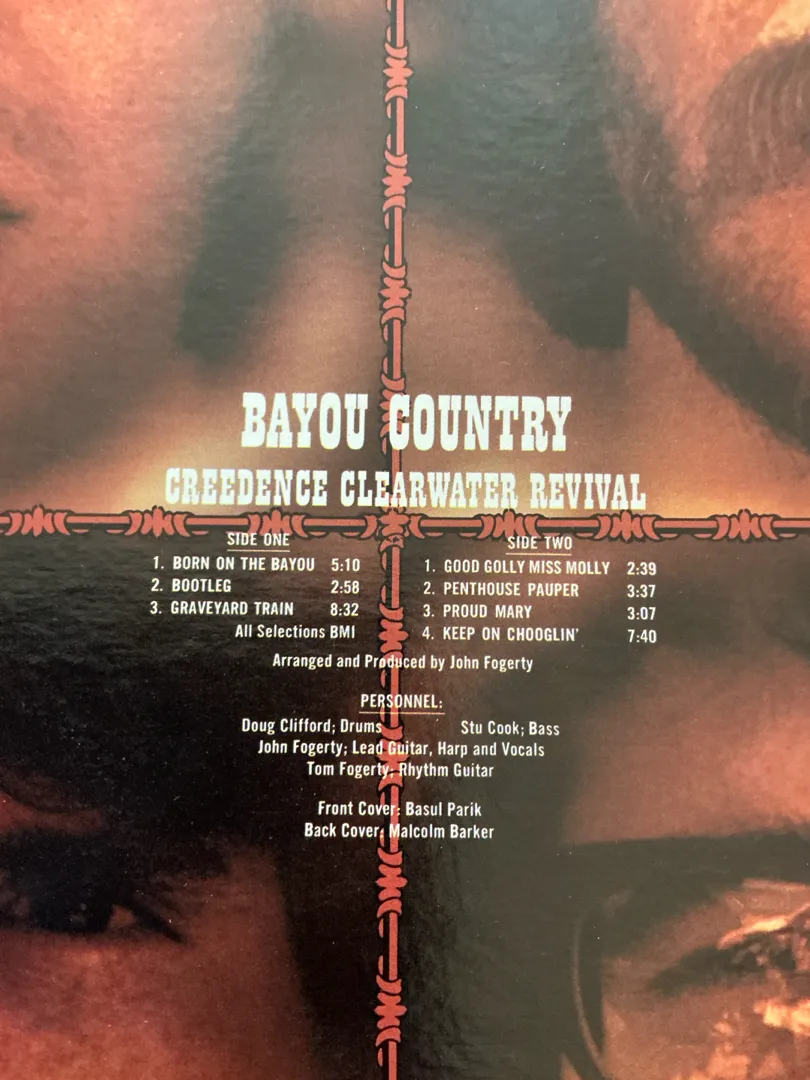 BAYOU COUNTRY
CREEDENCE CLEARWATER REVIVAL
SIDE ONE
1. BORN ON THE BAYOU 5:10
2. BOOTLEG 2:58
3. GRAVEYARD TRAIN 8:32
All Selections BMI
SIDE TWO
1. GOOD GOLLY MISS MOLLY 2:39
2. PENTHOUSE PAUPER 3:37
3. PROUD MARY 3:07
4. KEEP ON CHOOGLIN' 7:40
Arranged and Produced by John Fogerty
PERSONNEL:
Doug Clifford; Drums Stu Cook; Bass
John Fogerty; Lead Guitar, Harp and Vocals
Tom Fogerty; Rhythm Guitar
Front Cover: Basul Parik
Back Cover: Malcolm Barker